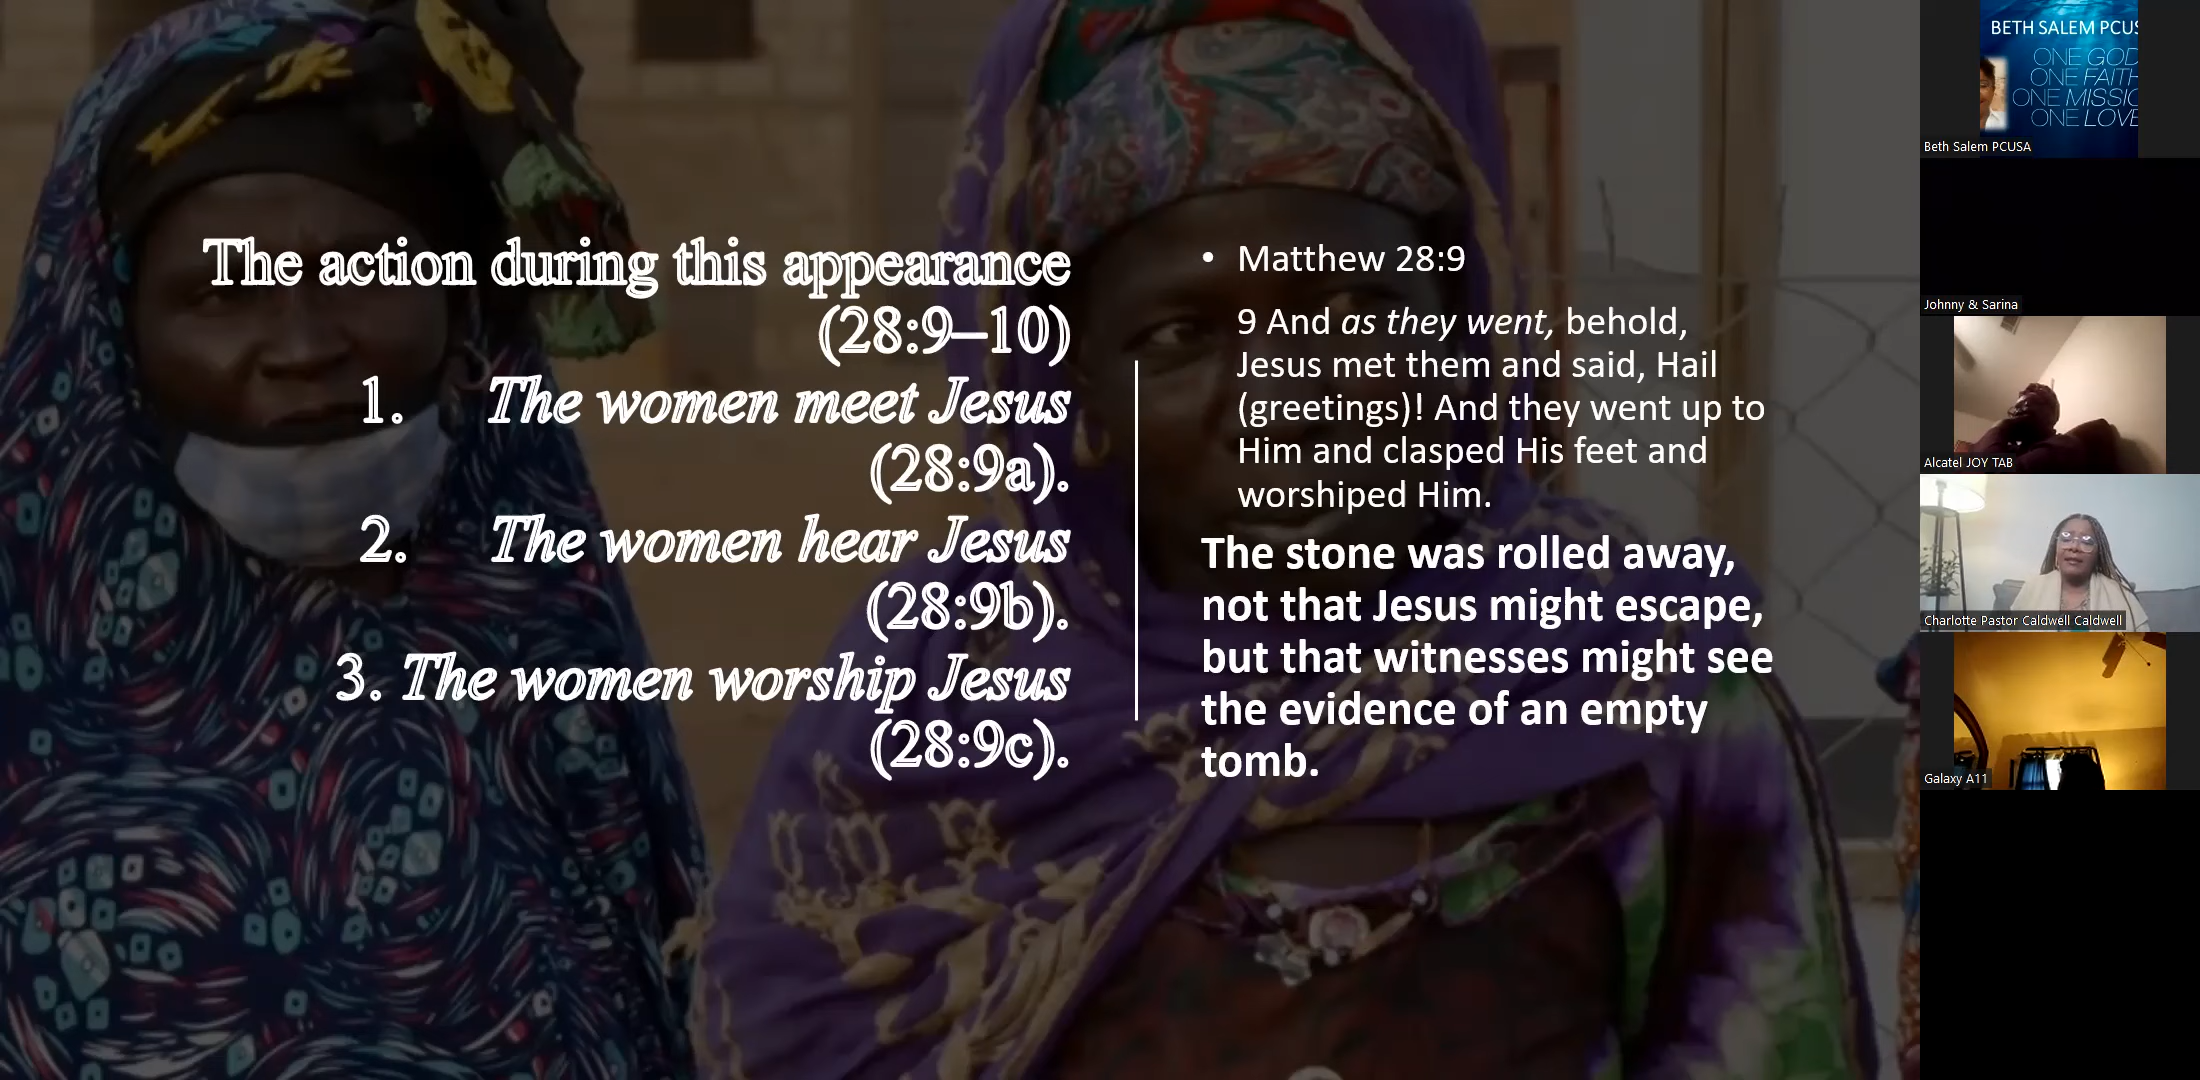 The action during this appearance
(28:9–10)
1. The women meet Jesus
(28:9a).
2. The women hear Jesus
(28:9b).
3. The women worship Jesus
(28:9c).
• Matthew 28:9
9 And as they went, behold,
Jesus met them and said, Hail
(greetings)! And they went up to
Him and clasped His feet and
worshiped Him.
The stone was rolled away,
not that Jesus might escape,
but that witnesses might see
the evidence of an empty
tomb.
BETH SALEM PCUS
ONE GOD
ONE FAITH
ONE MISSIO
ONE LOVE
Beth Salem PCUSA
Johnny & Sarina
Alcatel JOY TAB
Charlotte Pastor Caldwell Caldwell
Galaxy A11